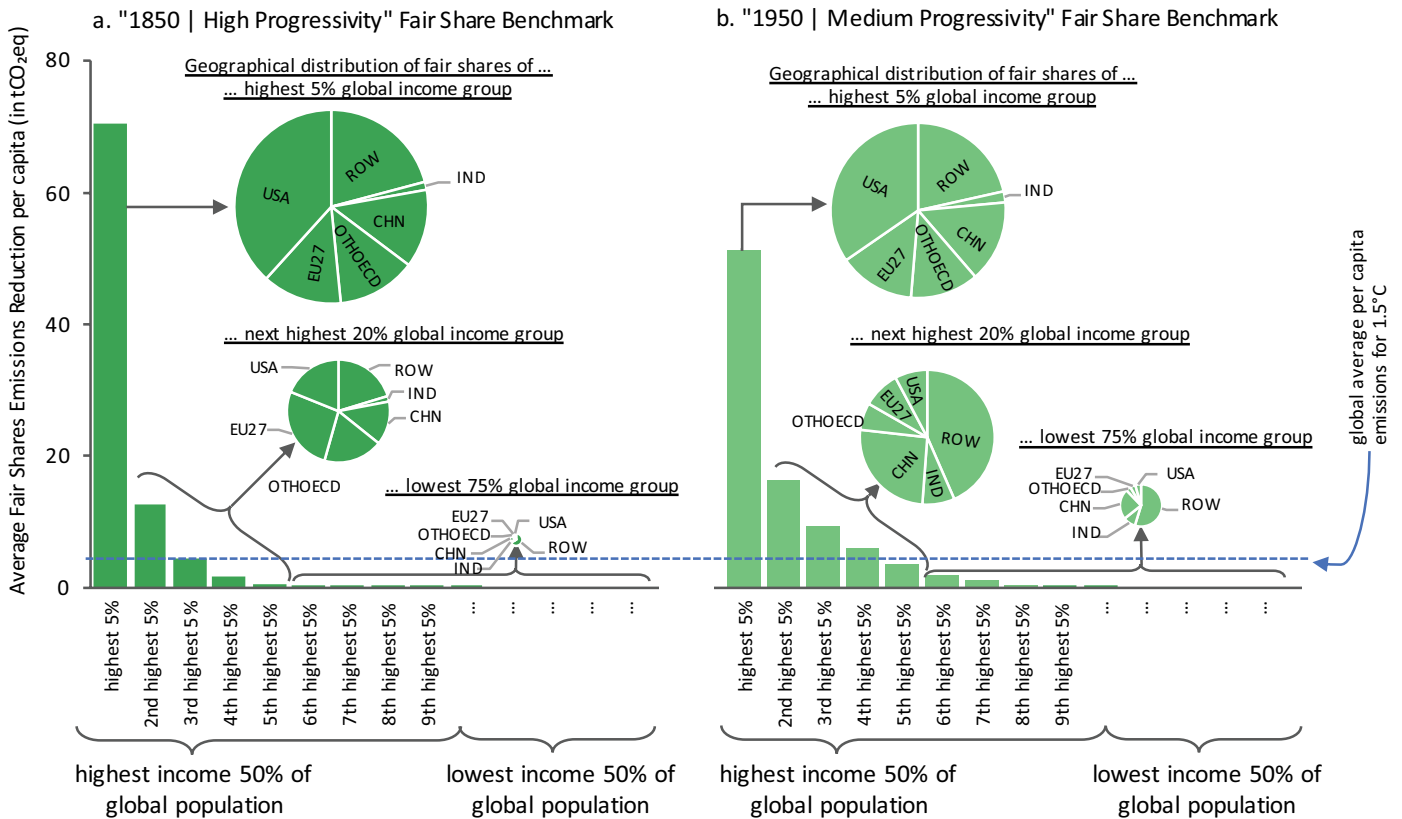 a. "1850 | High Progressivity" Fair Share Benchmark
Average Fair Shares Emissions Reduction per capita (in tCO₂eq)
80
60
40
20
0
Geographical distribution of fair shares of ...
... highest 5% global income group
USA
ROW
IND
CHN
OTHOECD
EU27
... next highest 20% global income group
USA
ROW
IND
CHN
EU27
OTHOECD
... lowest 75% global income group
EU27
USA
OTHOECD
CHN
ROW
IND
highest 5%
2nd highest 5%
3rd highest 5%
4th highest 5%
5th highest 5%
6th highest 5%
7th highest 5%
8th highest 5%
9th highest 5%
...
...
...
...
...
highest income 50% of
global population
lowest income 50% of
global population
b. "1950 | Medium Progressivity" Fair Share Benchmark
Geographical distribution of fair shares of ...
... highest 5% global income group
USA
ROW
IND
CHN
OTHOECD
EU27
... next highest 20% global income group
USA
EU27
OTHOECD
ROW
CHN
IND
... lowest 75% global income group
EU27
USA
OTHOECD
CHN
ROW
IND
global average per capita
emissions for 1.5°C
highest 5%
2nd highest 5%
3rd highest 5%
4th highest 5%
5th highest 5%
6th highest 5%
7th highest 5%
8th highest 5%
9th highest 5%
...
...
...
...
...
highest income 50% of
global population
lowest income 50% of
global population